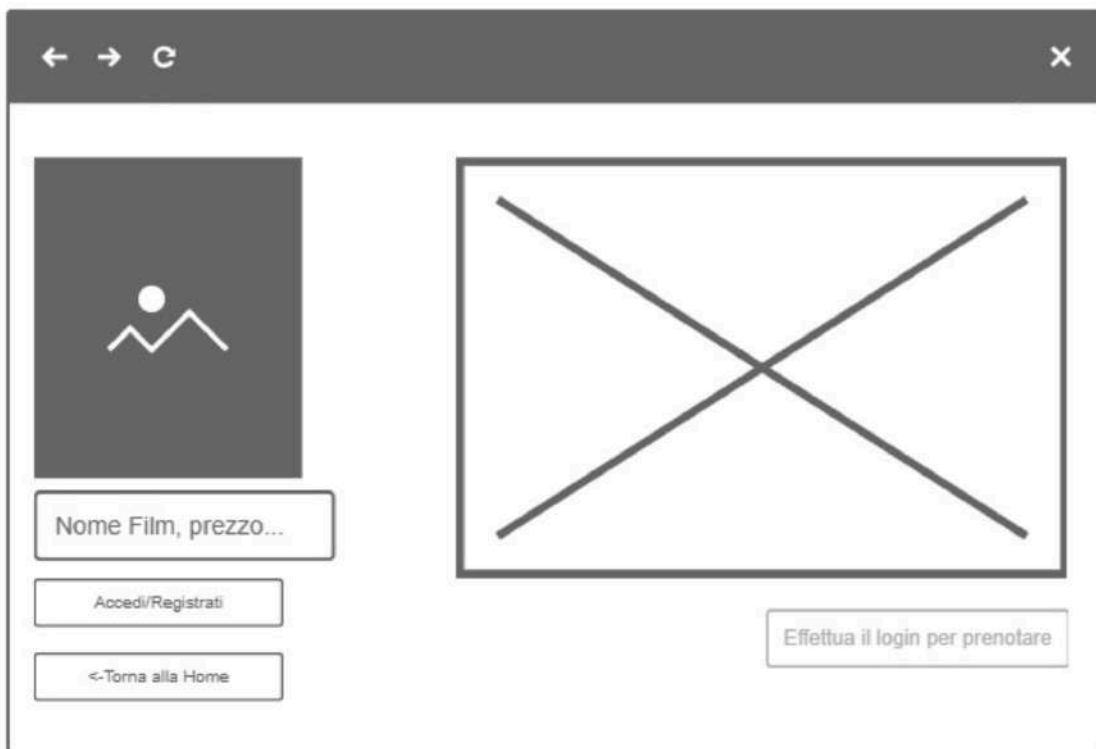 Nome Film, prezzo...
Accedi/Registrati
<-Torna alla Home
Effettua il login per prenotare